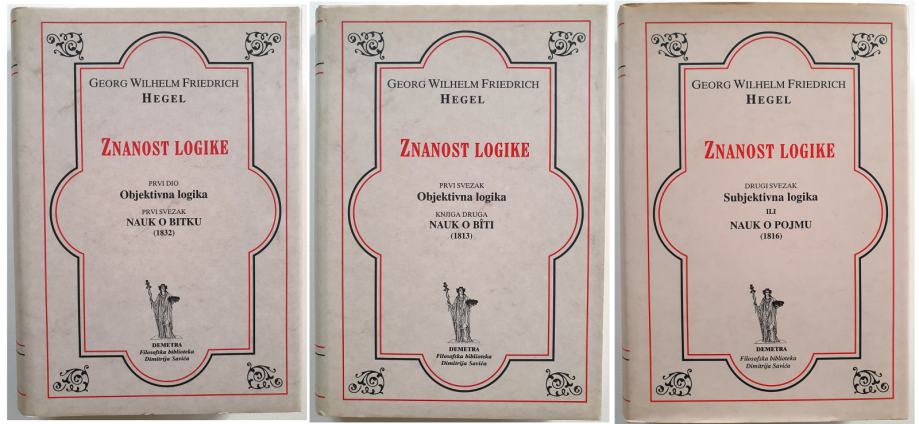 GEORG WILHELM FRIEDRICH
HEGEL
ZNANOST LOGIKE
PRVI DIO
Objektivna logika
PRVI SVEZAK
NAUK O BITKU
(1832)
DEMETRA
Filosofska biblioteka
Dimitrija Savića
GEORG WILHELM FRIEDRICH
HEGEL
ZNANOST LOGIKE
PRVI SVEZAK
Objektivna logika
KNJIGA DRUGA
NAUK O BÎTI
(1813)
DEMETRA
Filosofska biblioteka
Dimitrija Savića
GEORG WILHELM FRIEDRICH
HEGEL
ZNANOST LOGIKE
DRUGI SVEZAK
Subjektivna logika
ILI
NAUK O POJMU
(1816)
DEMETRA
Filosofska biblioteka
Dimitrija Savića